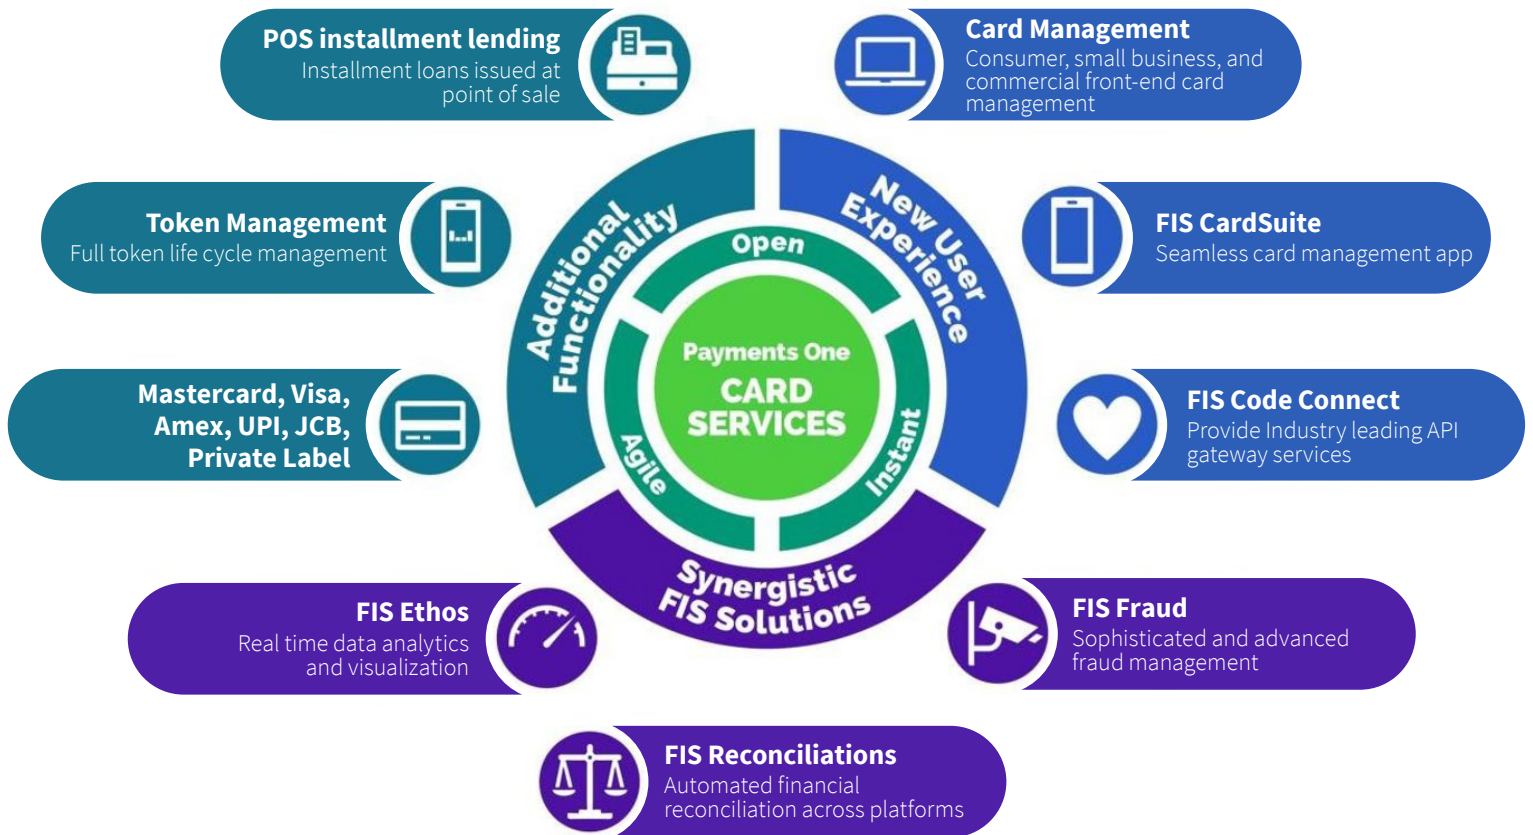 POS installment lending
Installment loans issued at
point of sale
Card Management
Consumer, small business, and
commercial front-end card
management
Token Management
Full token life cycle management
FIS CardSuite
Seamless card management app
Mastercard, Visa,
Amex, UPI, JCB,
Private Label
FIS Code Connect
Provide Industry leading API
gateway services
Additional
Functionality
New User
Experience
Open
Agile
Instant
Payments One
CARD
SERVICES
Synergistic
FIS Solutions
FIS Ethos
Real time data analytics
and visualization
FIS Fraud
Sophisticated and advanced
fraud management
FIS Reconciliations
Automated financial
reconciliation across platforms